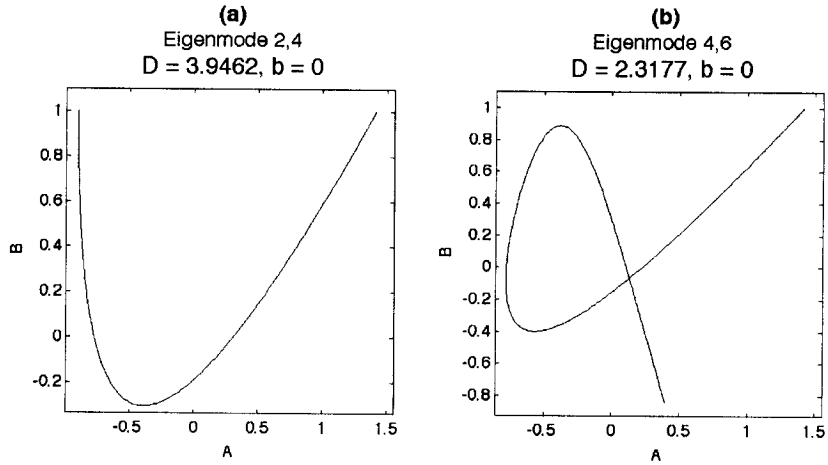 (a)
Eigenmode 2,4
D = 3.9462, b = 0
1
0.8
0.6
0.4
0.2
0
-0.2
B
-0.5
0
0.5
1
1.5
A
(b)
Eigenmode 4,6
D = 2.3177, b = 0
1
0.8
0.6
0.4
0.2
0
-0.2
-0.4
-0.6
-0.8
B
-0.5
0
0.5
1
1.5
A